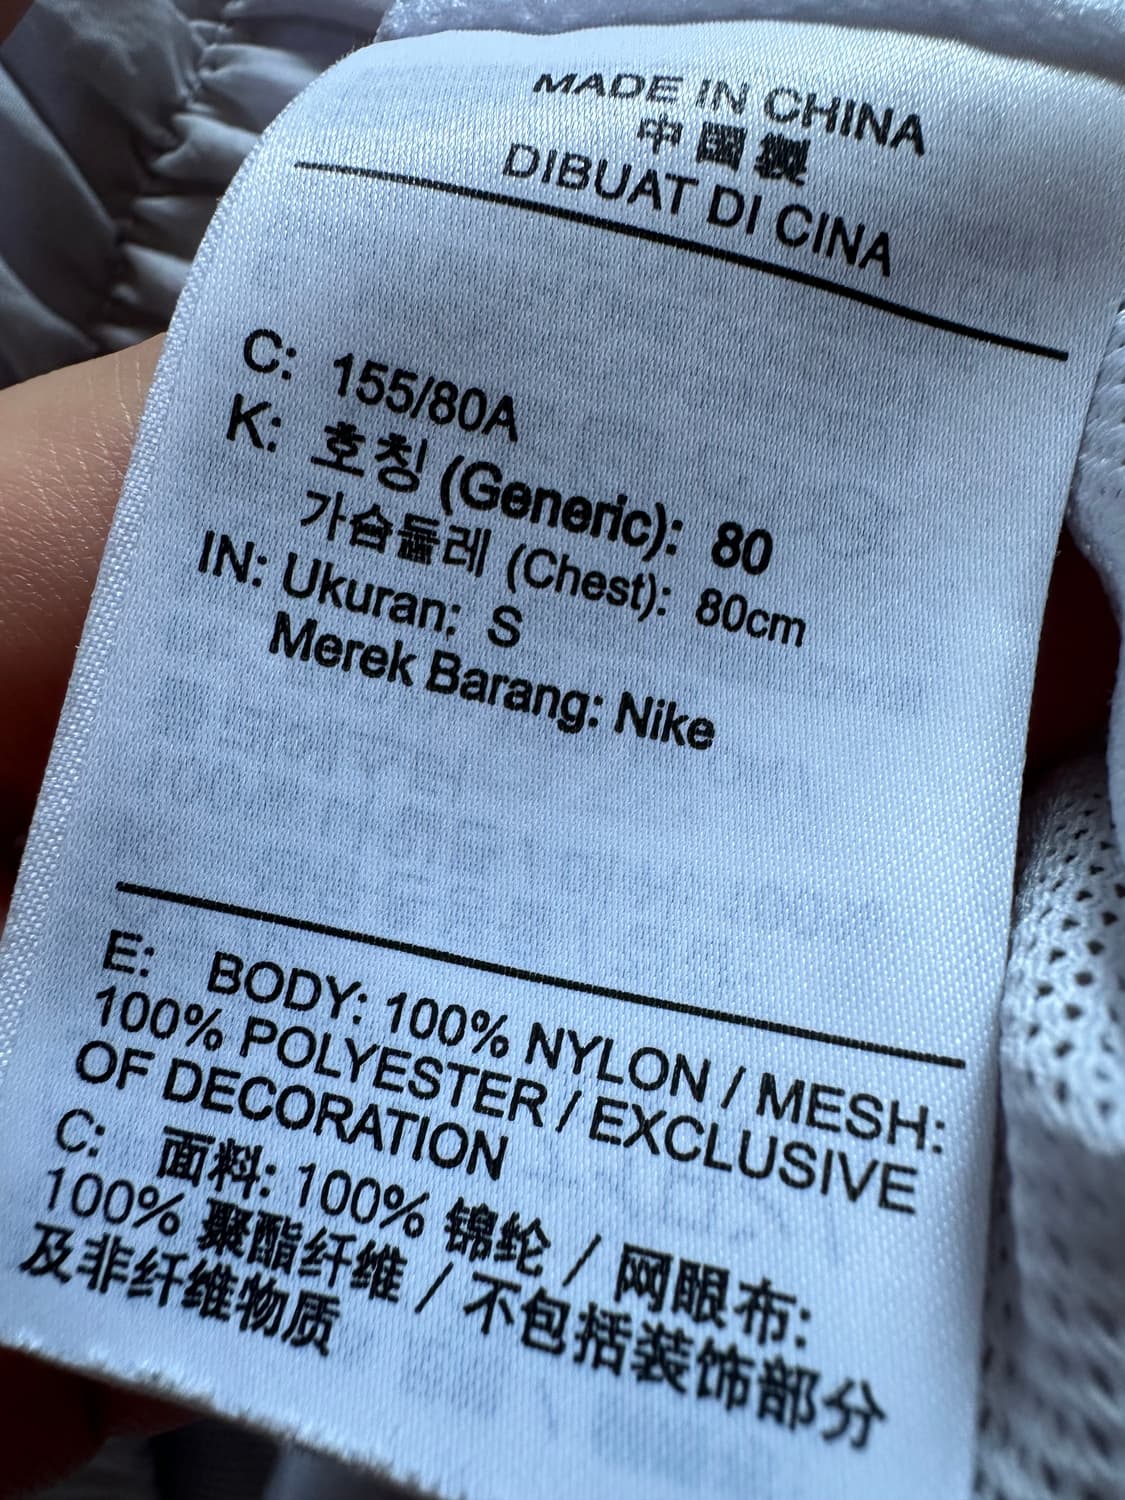 MADE IN CHINA
中國製
DIBUAT DI CINA
C: 155/80A
K: 호칭 (Generic): 80
가슴둘레 (Chest): 80cm
IN: Ukuran: S
Merek Barang: Nike
E: BODY: 100% NYLON / MESH:
100% POLYESTER / EXCLUSIVE
OF DECORATION
C: 面料: 100% 锦纶 / 网眼布:
100% 聚酯纤维 / 不包括装饰部分
及非纤维物质